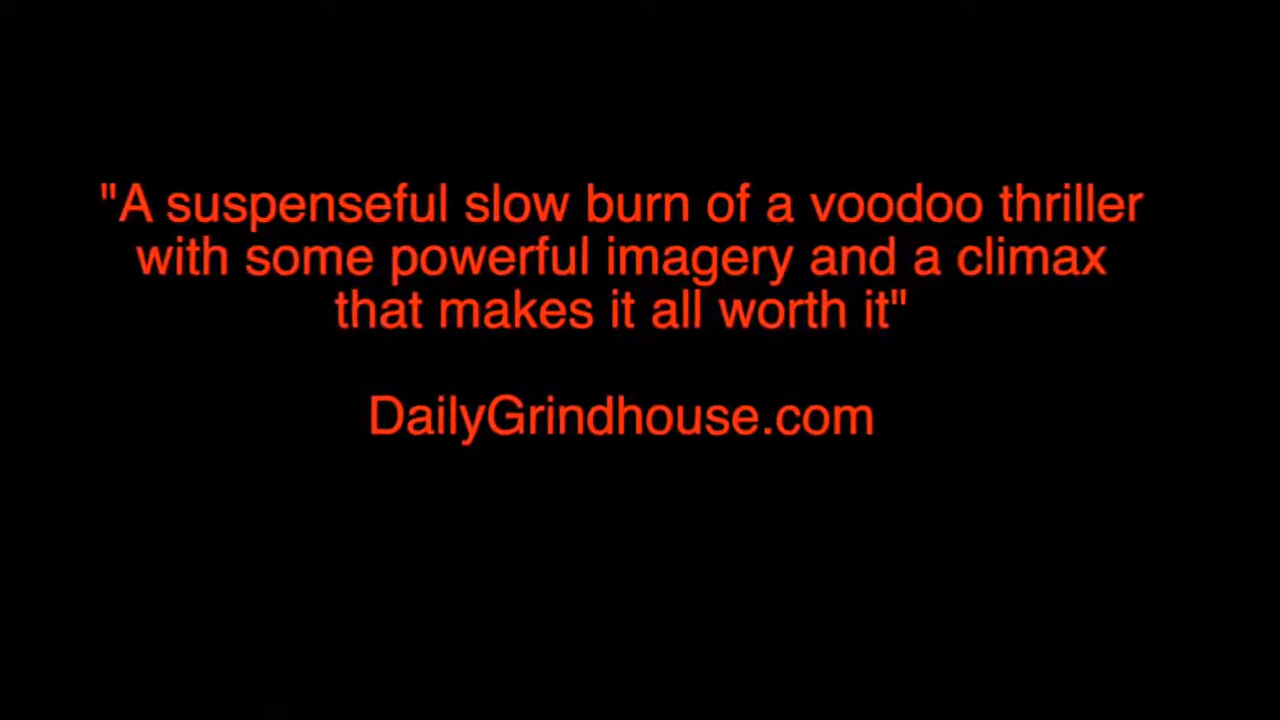 "A suspenseful slow burn of a voodoo thriller
with some powerful imagery and a climax
that makes it all worth it"
DailyGrindhouse.com